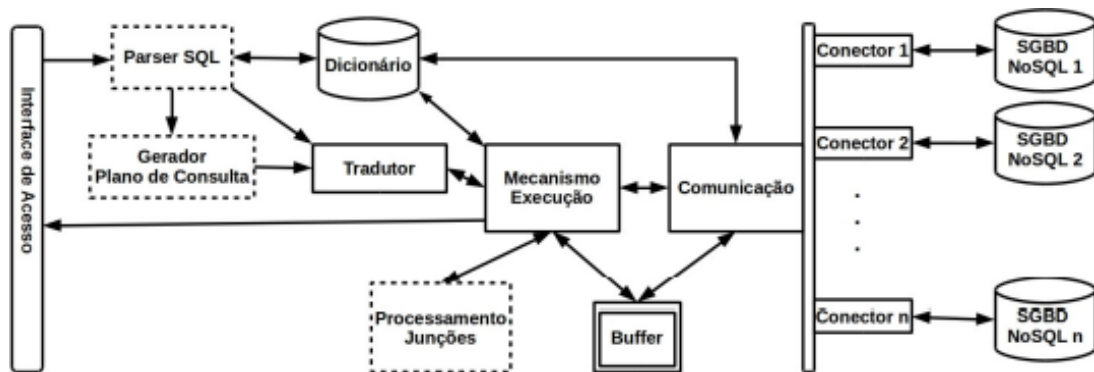 Interface de Acesso
Parser SQL
Dicionário
Gerador
Plano de Consulta
Tradutor
Mecanismo
Execução
Comunicação
Processamento
Junções
Buffer
Conector 1
SGBD
NoSQL 1
Conector 2
SGBD
NoSQL 2
Conector n
SGBD
NoSQL n